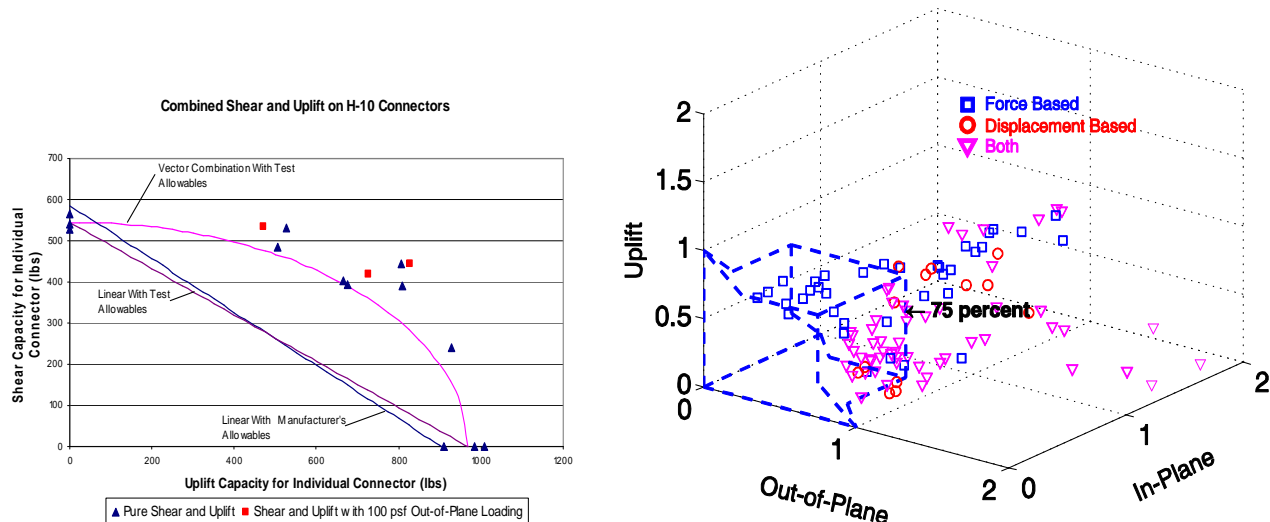 Combined Shear and Uplift on H-10 Connectors
Shear Capacity for Individual
Connector (lbs)
700
600
500
400
300
200
100
0
Vector Combination With Test
Allowables
Linear With Test
Allowables
Linear With Manufacturer's
Allowables
0 200 400 600 800 1000 1200
Uplift Capacity for Individual Connector (lbs)
Pure Shear and Uplift
Shear and Uplift with 100 psf Out-of-Plane Loading
Force Based
Displacement Based
Both
Uplift
2
1.5
1
0.5
0
75 percent
0
1
2
Out-of-Plane
0
1
2
In-Plane